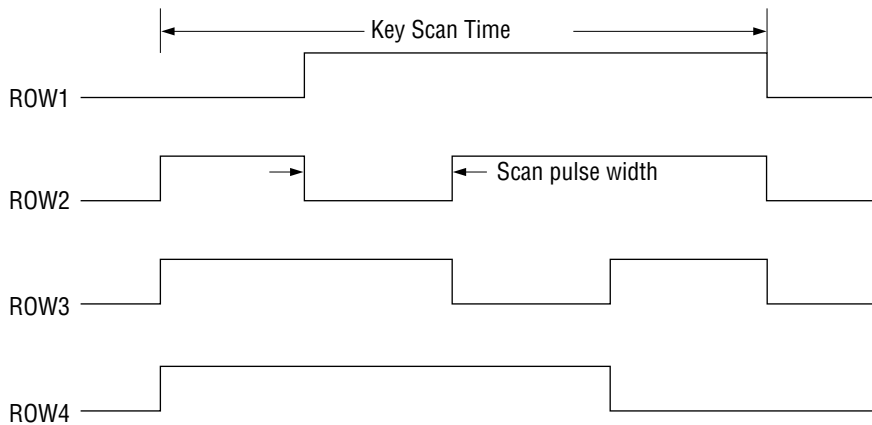 Key Scan Time
ROW1
Scan pulse width
ROW2
ROW3
ROW4